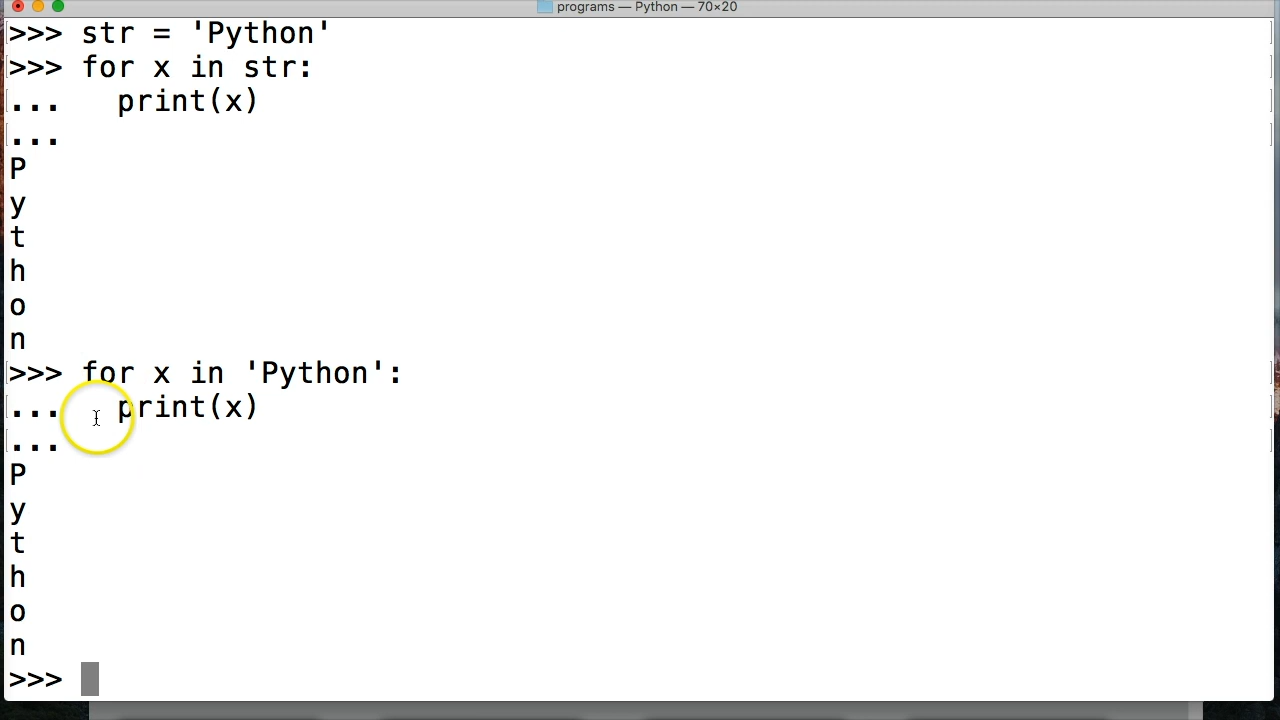 programs — Python — 70×20
>>> str = 'Python'
>>> for x in str:
...   print(x)
...
P
y
t
h
o
n
>>> for x in 'Python':
...   print(x)
...
P
y
t
h
o
n
>>>